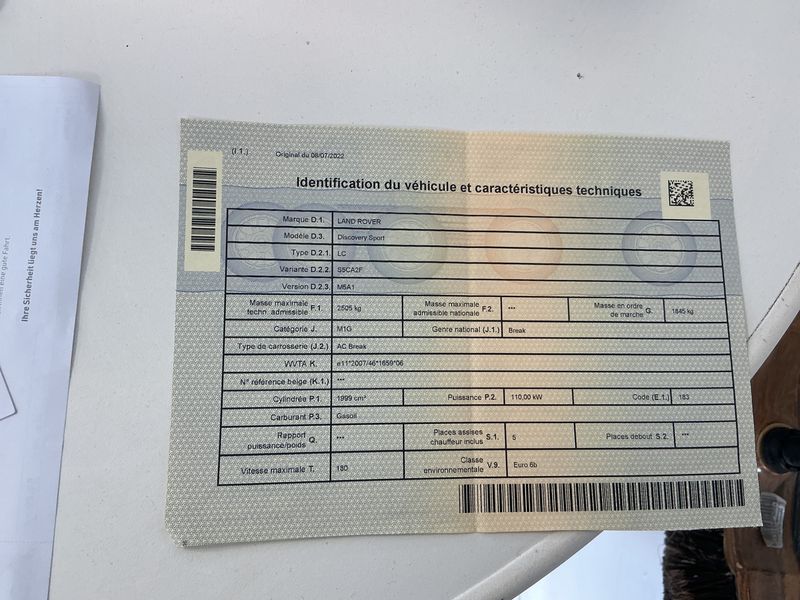 (I 1.) Original du 08/07/2022
Identification du véhicule et caractéristiques techniques
Marque D.1. LAND ROVER
Modèle D.3. Discovery Sport
Type D.2.1. LC
Variante D.2.2. S5CA2F
Version D.2.3. M5A1
Masse maximale techn. admissible F.1. 2505 kg Masse maximale admissible nationale F.2. *** Masse en ordre de marche G. 1845 kg
Catégorie J. M1G Genre national (J.1.) Break
Type de carrosserie (J.2.) AC Break
WVTA K. e11*2007/46*1659*06
N° référence belge (K.1.) ***
Cylindrée P.1. 1999 cm³ Puissance P.2. 110,00 kW Code (E.1.) 183
Carburant P.3. Gasoil
Rapport puissance/poids Q. *** Places assises chauffeur inclus S.1. 5 Places debout S.2. ***
Vitesse maximale T. 180 Classe environnementale V.9. Euro 6b
Ihre Sicherheit liegt uns am Herzen!
eine gute Fahrt.